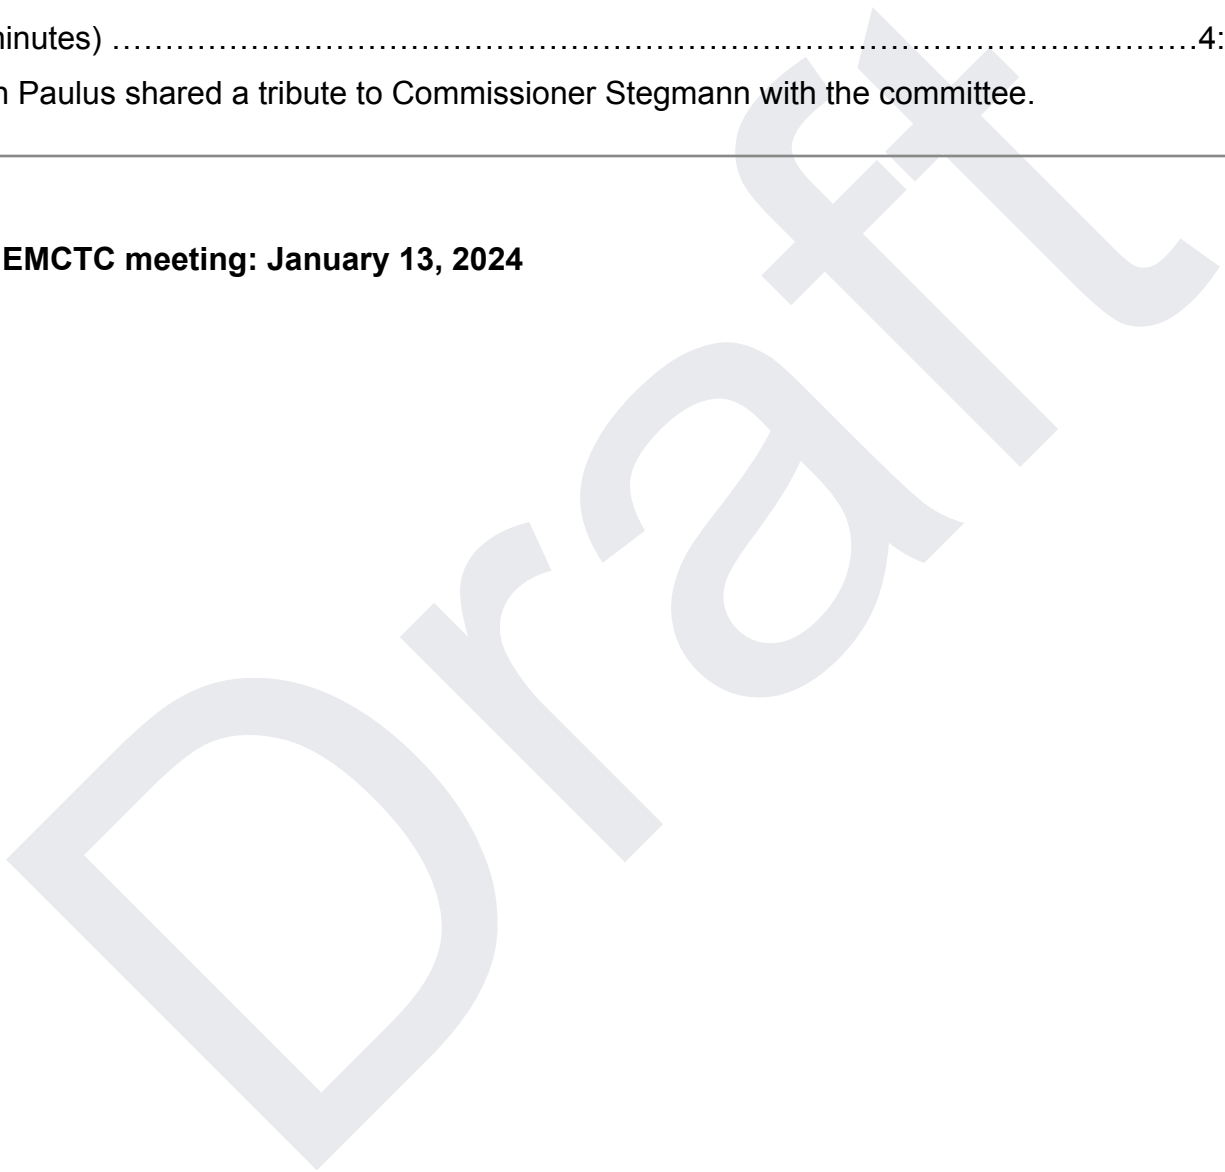 minutes) ……………………………………………………………………………………………………………………4:
Paulus shared a tribute to Commissioner Stegmann with the committee.
EMCTC meeting: January 13, 2024
Draft